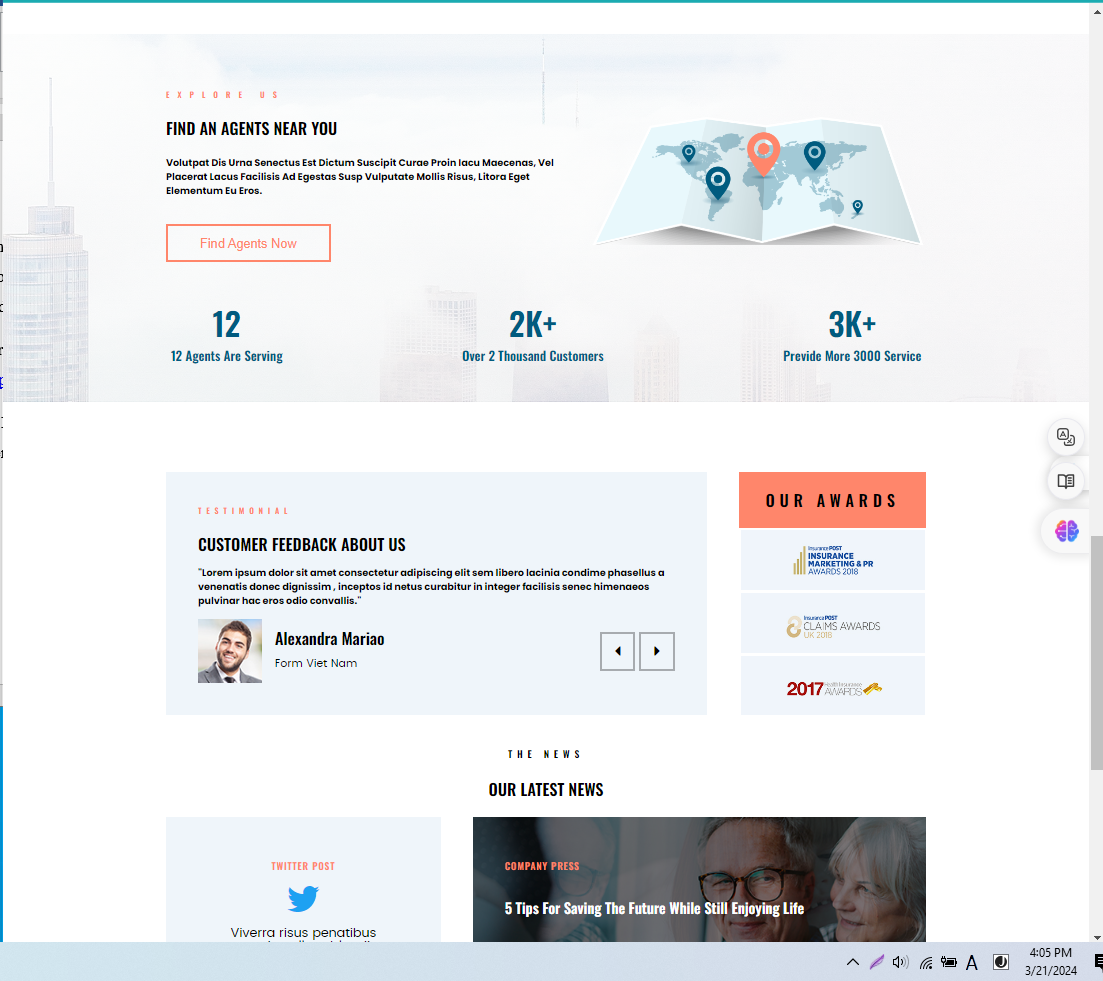 EXPLORE US
FIND AN AGENTS NEAR YOU
Volutpat Dis Urna Senectus Est Dictum Suscipit Curae Proin Iacu Maecenas, Vel
Placerat Lacus Facilisis Ad Egestas Susp Vulputate Mollis Risus, Litora Eget
Elementum Eu Eros.
Find Agents Now
12
12 Agents Are Serving
2K+
Over 2 Thousand Customers
3K+
Previde More 3000 Service
TESTIMONIAL
CUSTOMER FEEDBACK ABOUT US
"Lorem ipsum dolor sit amet consectetur adipiscing elit sem libero lacinia condime phasellus a
venenatis donec dignissim , inceptos id netus curabitur in integer facilisis senec himenaeos
pulvinar hac eros odio convallis."
Alexandra Mariao
Form Viet Nam
OUR AWARDS
Insurance POST
INSURANCE
MARKETING & PR
AWARDS 2018
Insurance POST
CLAIMS AWARDS
UK 2018
2017 Health Insurance
AWARDS
THE NEWS
OUR LATEST NEWS
TWITTER POST
Viverra risus penatibus
COMPANY PRESS
5 Tips For Saving The Future While Still Enjoying Life
A
4:05 PM
3/21/2024